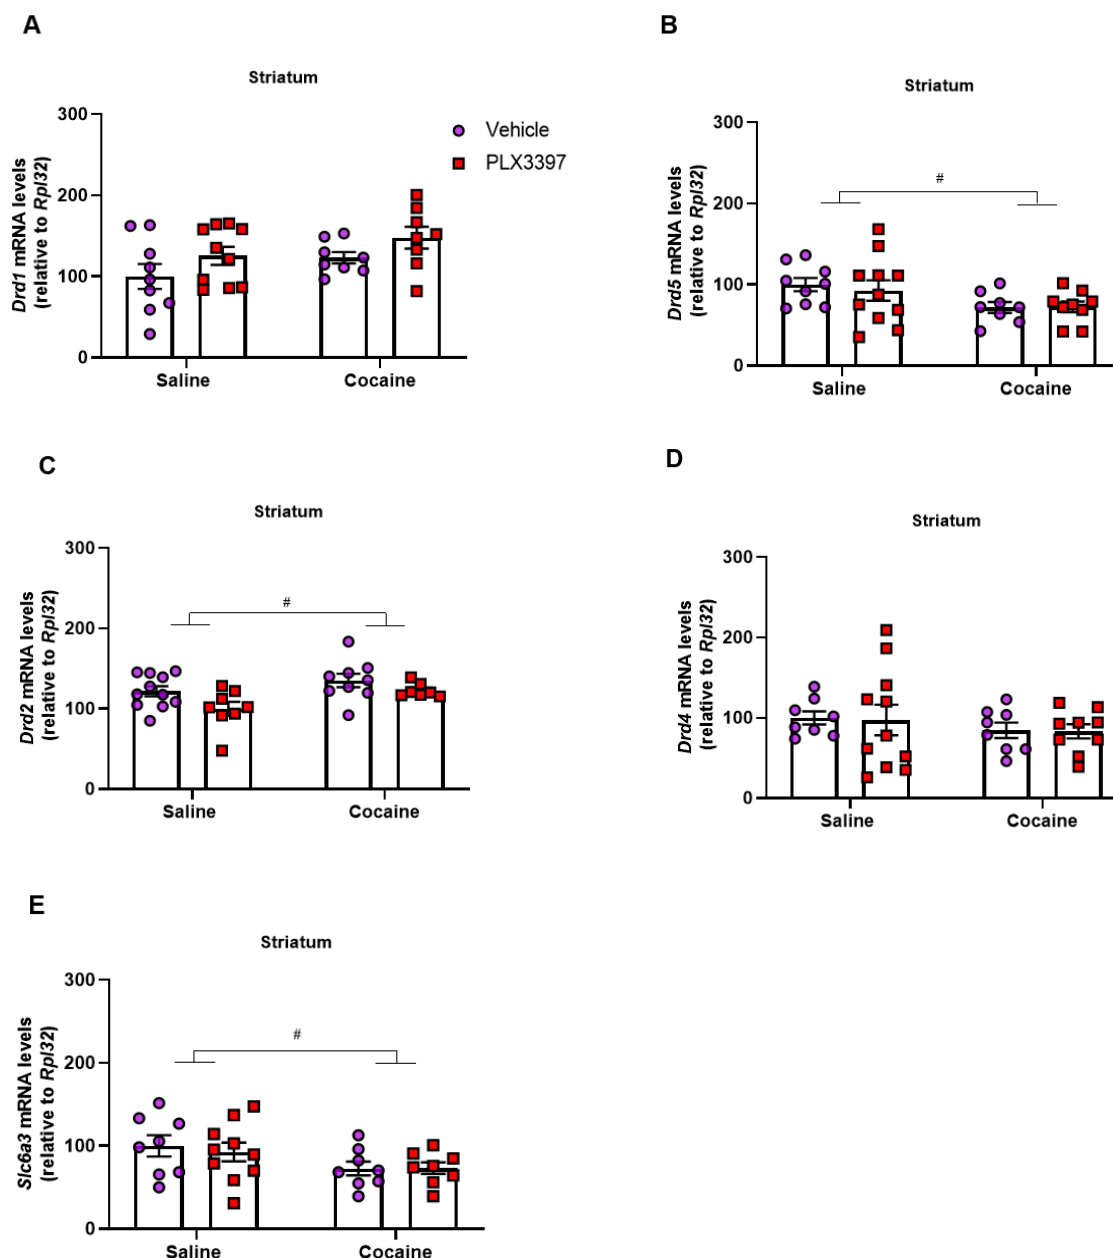 A
Striatum
300
200
100
0
Drd1 mRNA levels
(relative to Rpl32)
Vehicle
PLX3397
Saline
Cocaine
B
Striatum
300
200
100
0
Drd5 mRNA levels
(relative to Rpl32)
#
Saline
Cocaine
C
Striatum
300
200
100
0
Drd2 mRNA levels
(relative to Rpl32)
#
Saline
Cocaine
D
Striatum
300
200
100
0
Drd4 mRNA levels
(relative to Rpl32)
Saline
Cocaine
E
Striatum
300
200
100
0
Slc6a3 mRNA levels
(relative to Rpl32)
#
Saline
Cocaine